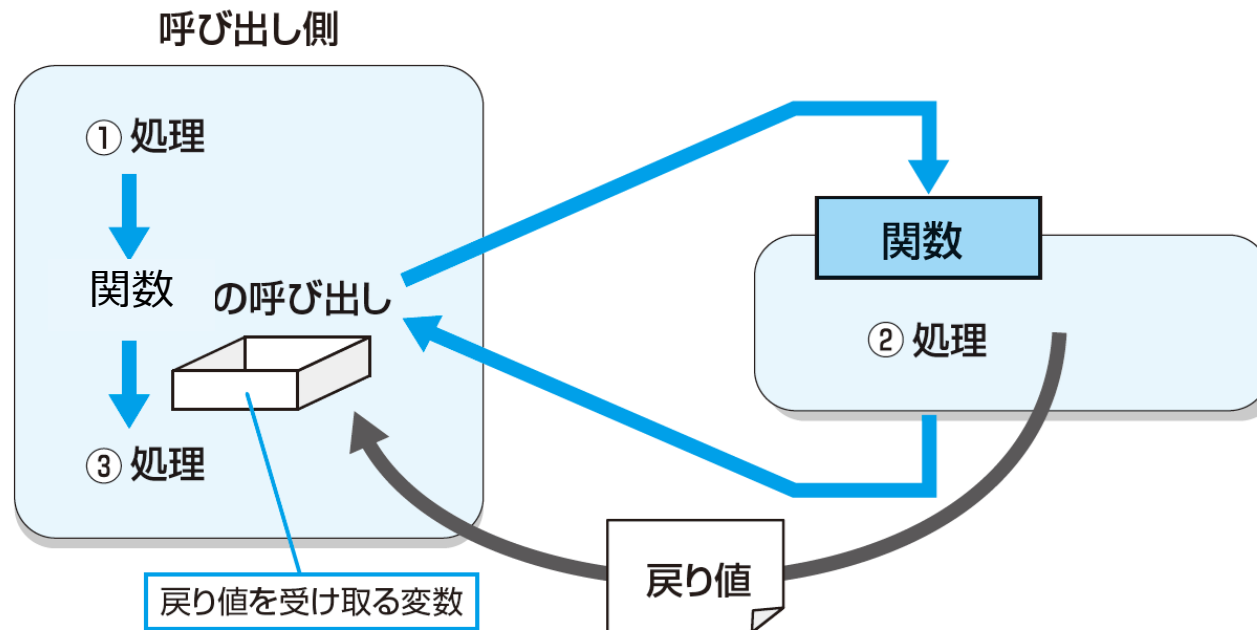 呼び出し側
① 処理
関数 の呼び出し
③ 処理
戻り値を受け取る変数
関数
② 処理
戻り値